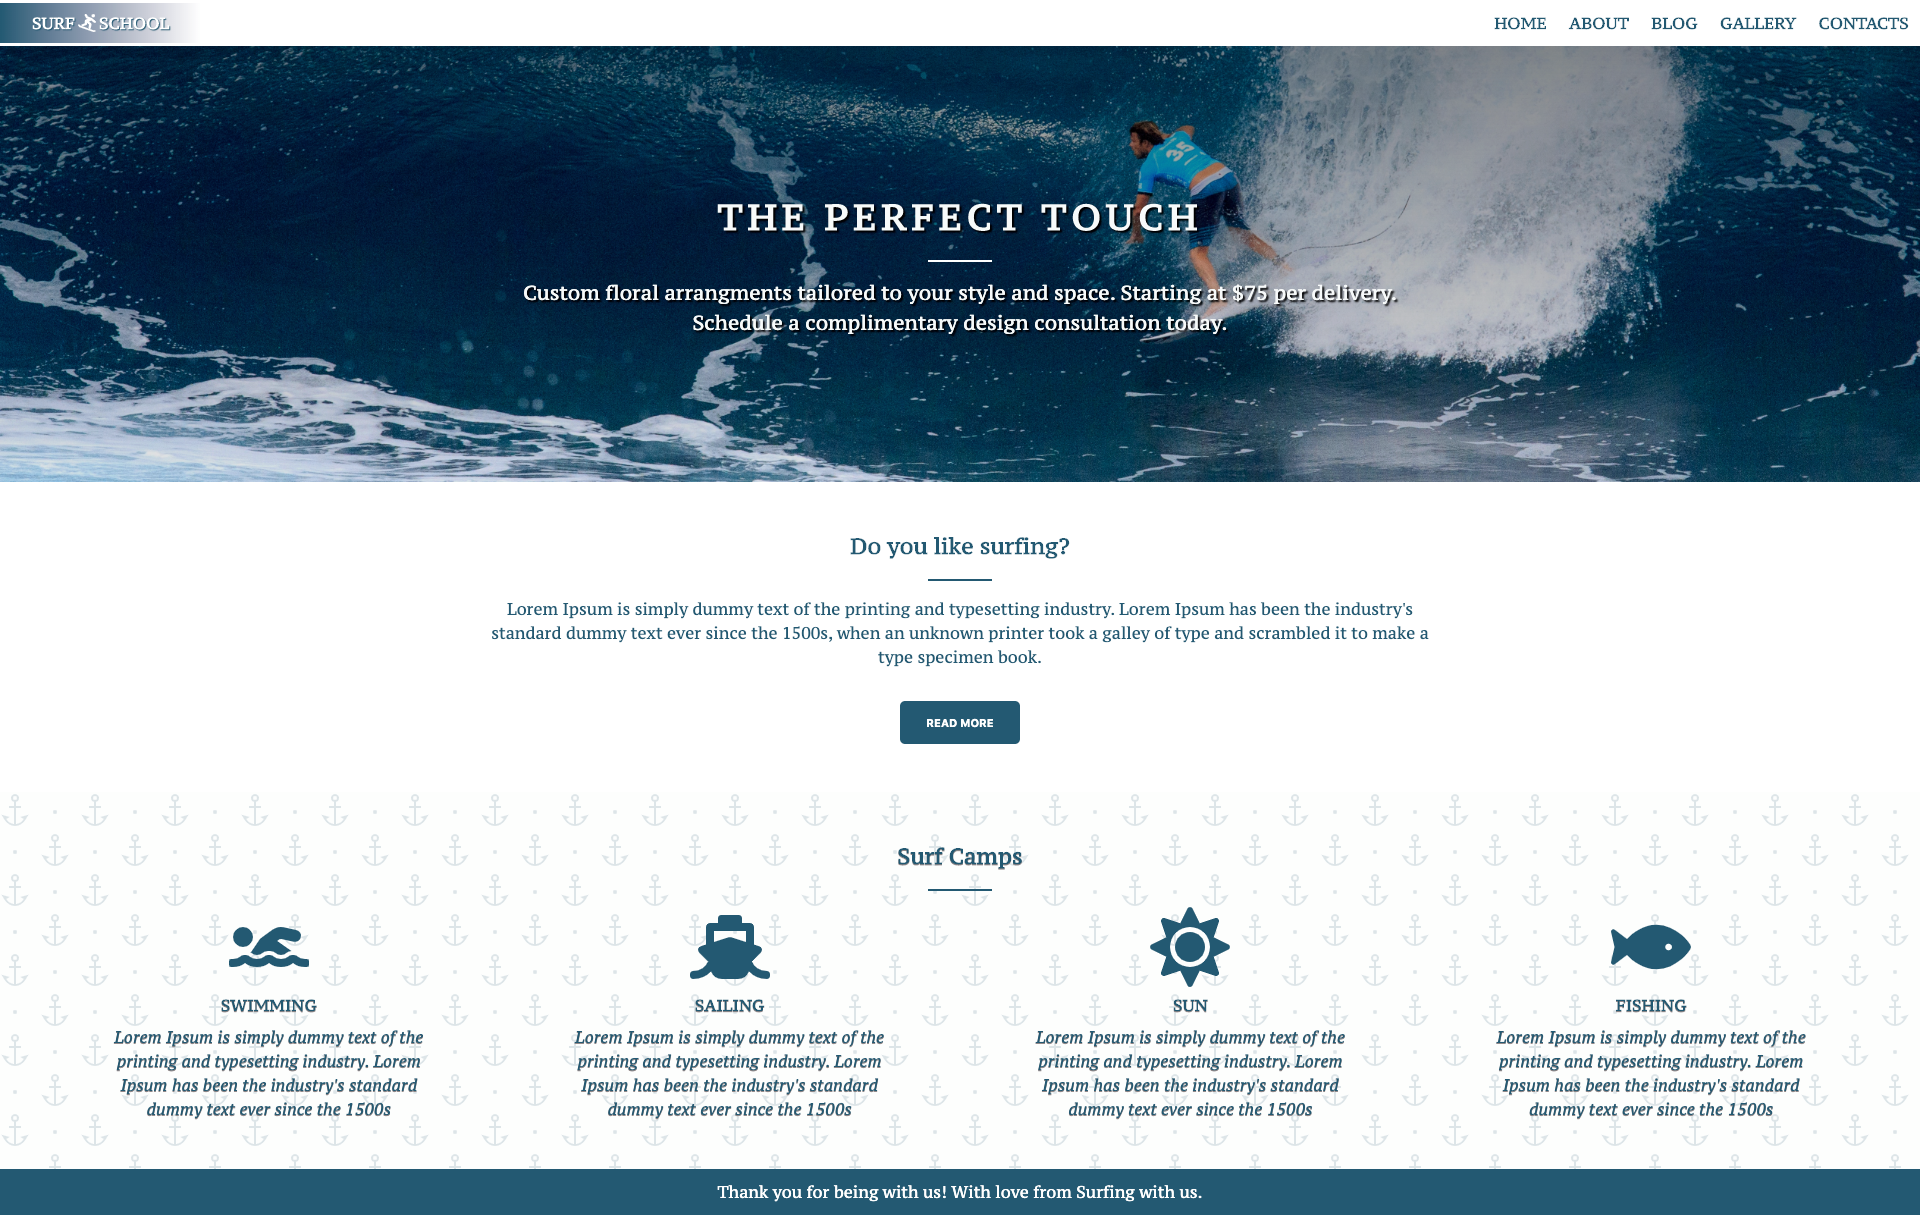 SURF SCHOOL
HOME ABOUT BLOG GALLERY CONTACTS
35
THE PERFECT TOUCH
Custom floral arrangments tailored to your style and space. Starting at $75 per delivery.
Schedule a complimentary design consultation today.
Do you like surfing?
Lorem Ipsum is simply dummy text of the printing and typesetting industry. Lorem Ipsum has been the industry's
standard dummy text ever since the 1500s, when an unknown printer took a galley of type and scrambled it to make a
type specimen book.
READ MORE
Surf Camps
SWIMMING
Lorem Ipsum is simply dummy text of the
printing and typesetting industry. Lorem
Ipsum has been the industry's standard
dummy text ever since the 1500s
SAILING
Lorem Ipsum is simply dummy text of the
printing and typesetting industry. Lorem
Ipsum has been the industry's standard
dummy text ever since the 1500s
SUN
Lorem Ipsum is simply dummy text of the
printing and typesetting industry. Lorem
Ipsum has been the industry's standard
dummy text ever since the 1500s
FISHING
Lorem Ipsum is simply dummy text of the
printing and typesetting industry. Lorem
Ipsum has been the industry's standard
dummy text ever since the 1500s
Thank you for being with us! With love from Surfing with us.